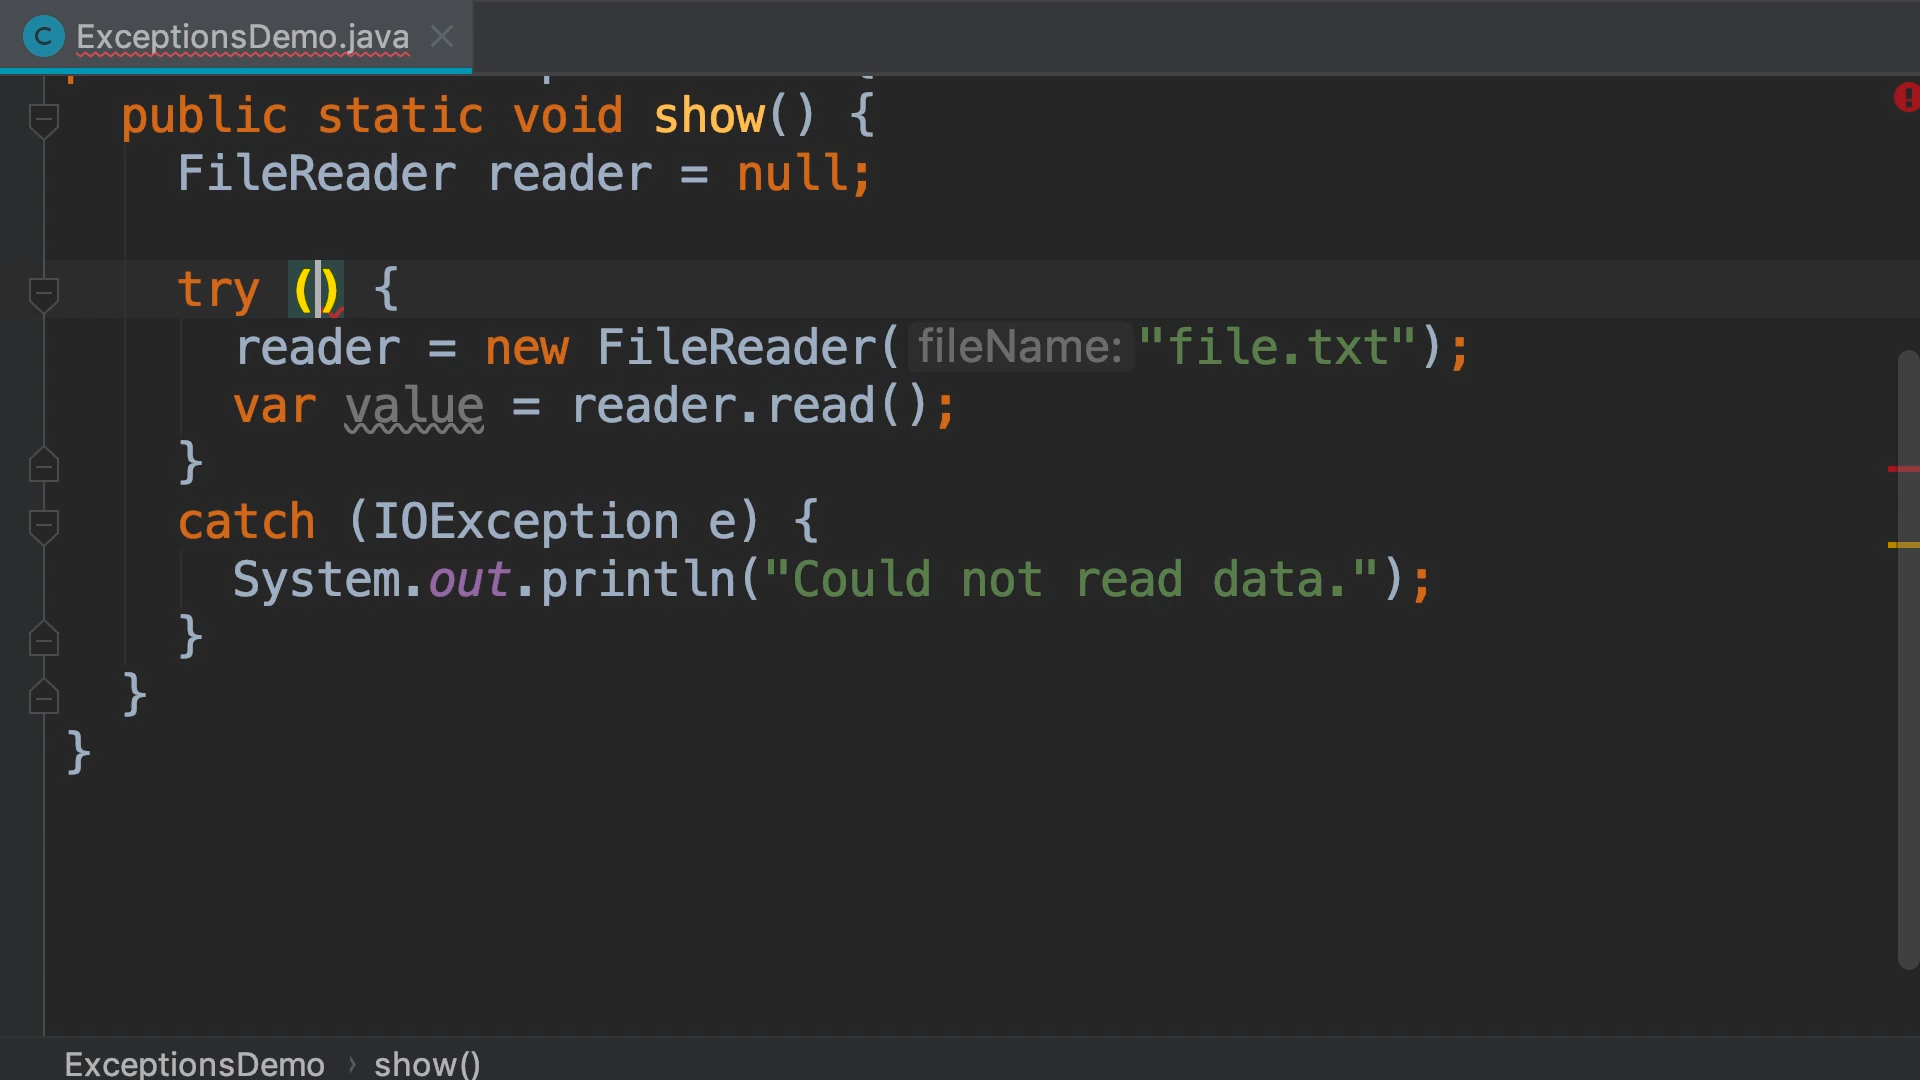 C ExceptionsDemo.java
public static void show() {
FileReader reader = null;
try () {
reader = new FileReader( fileName: "file.txt");
var value = reader.read();
}
catch (IOException e) {
System.out.println("Could not read data.");
}
}
}
ExceptionsDemo › show()